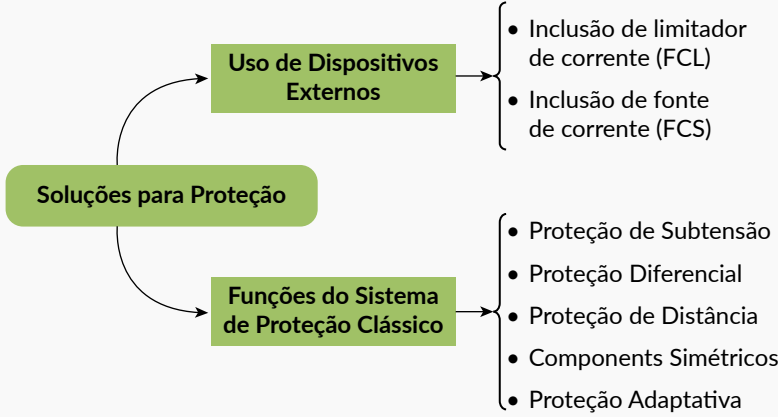 Soluções para Proteção
Uso de Dispositivos
Externos
• Inclusão de limitador
de corrente (FCL)
• Inclusão de fonte
de corrente (FCS)
Funções do Sistema
de Proteção Clássico
• Proteção de Subtensão
• Proteção Diferencial
• Proteção de Distância
• Components Simétricos
• Proteção Adaptativa